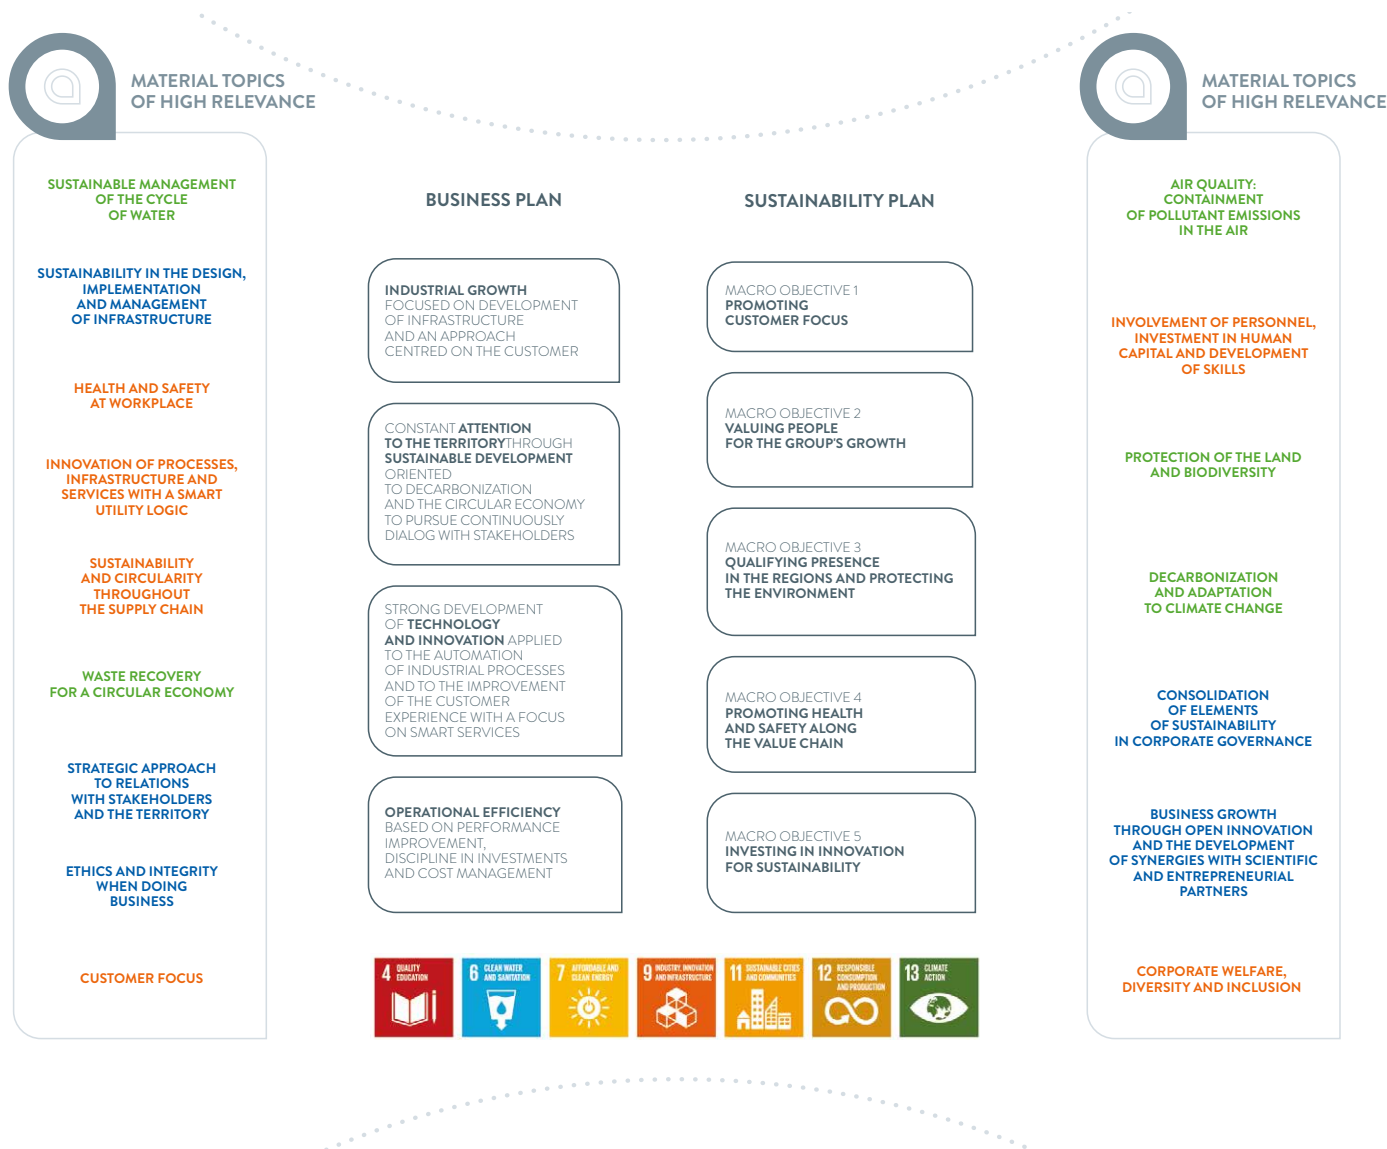 MATERIAL TOPICS
OF HIGH RELEVANCE
SUSTAINABLE MANAGEMENT
OF THE CYCLE
OF WATER
SUSTAINABILITY IN THE DESIGN,
IMPLEMENTATION
AND MANAGEMENT
OF INFRASTRUCTURE
HEALTH AND SAFETY
AT WORKPLACE
INNOVATION OF PROCESSES,
INFRASTRUCTURE AND
SERVICES WITH A SMART
UTILITY LOGIC
SUSTAINABILITY
AND CIRCULARITY
THROUGHOUT
THE SUPPLY CHAIN
WASTE RECOVERY
FOR A CIRCULAR ECONOMY
STRATEGIC APPROACH
TO RELATIONS
WITH STAKEHOLDERS
AND THE TERRITORY
ETHICS AND INTEGRITY
WHEN DOING
BUSINESS
CUSTOMER FOCUS
BUSINESS PLAN
INDUSTRIAL GROWTH
FOCUSED ON DEVELOPMENT
OF INFRASTRUCTURE
AND AN APPROACH
CENTRED ON THE CUSTOMER
CONSTANT ATTENTION
TO THE TERRITORYTHROUGH
SUSTAINABLE DEVELOPMENT
ORIENTED
TO DECARBONIZATION
AND THE CIRCULAR ECONOMY
TO PURSUE CONTINUOUSLY
DIALOG WITH STAKEHOLDERS
STRONG DEVELOPMENT
OF TECHNOLOGY
AND INNOVATION APPLIED
TO THE AUTOMATION
OF INDUSTRIAL PROCESSES
AND TO THE IMPROVEMENT
OF THE CUSTOMER
EXPERIENCE WITH A FOCUS
ON SMART SERVICES
OPERATIONAL EFFICIENCY
BASED ON PERFORMANCE
IMPROVEMENT,
DISCIPLINE IN INVESTMENTS
AND COST MANAGEMENT
SUSTAINABILITY PLAN
MACRO OBJECTIVE 1
PROMOTING
CUSTOMER FOCUS
MACRO OBJECTIVE 2
VALUING PEOPLE
FOR THE GROUP'S GROWTH
MACRO OBJECTIVE 3
QUALIFYING PRESENCE
IN THE REGIONS AND PROTECTING
THE ENVIRONMENT
MACRO OBJECTIVE 4
PROMOTING HEALTH
AND SAFETY ALONG
THE VALUE CHAIN
MACRO OBJECTIVE 5
INVESTING IN INNOVATION
FOR SUSTAINABILITY
4 QUALITY
EDUCATION
6 CLEAN WATER
AND SANITATION
7 AFFORDABLE AND
CLEAN ENERGY
9 INDUSTRY, INNOVATION
AND INFRASTRUCTURE
11 SUSTAINABLE CITIES
AND COMMUNITIES
12 RESPONSIBLE
CONSUMPTION
AND PRODUCTION
13 CLIMATE
ACTION
MATERIAL TOPICS
OF HIGH RELEVANCE
AIR QUALITY:
CONTAINMENT
OF POLLUTANT EMISSIONS
IN THE AIR
INVOLVEMENT OF PERSONNEL,
INVESTMENT IN HUMAN
CAPITAL AND DEVELOPMENT
OF SKILLS
PROTECTION OF THE LAND
AND BIODIVERSITY
DECARBONIZATION
AND ADAPTATION
TO CLIMATE CHANGE
CONSOLIDATION
OF ELEMENTS
OF SUSTAINABILITY
IN CORPORATE GOVERNANCE
BUSINESS GROWTH
THROUGH OPEN INNOVATION
AND THE DEVELOPMENT
OF SYNERGIES WITH SCIENTIFIC
AND ENTREPRENEURIAL
PARTNERS
CORPORATE WELFARE,
DIVERSITY AND INCLUSION